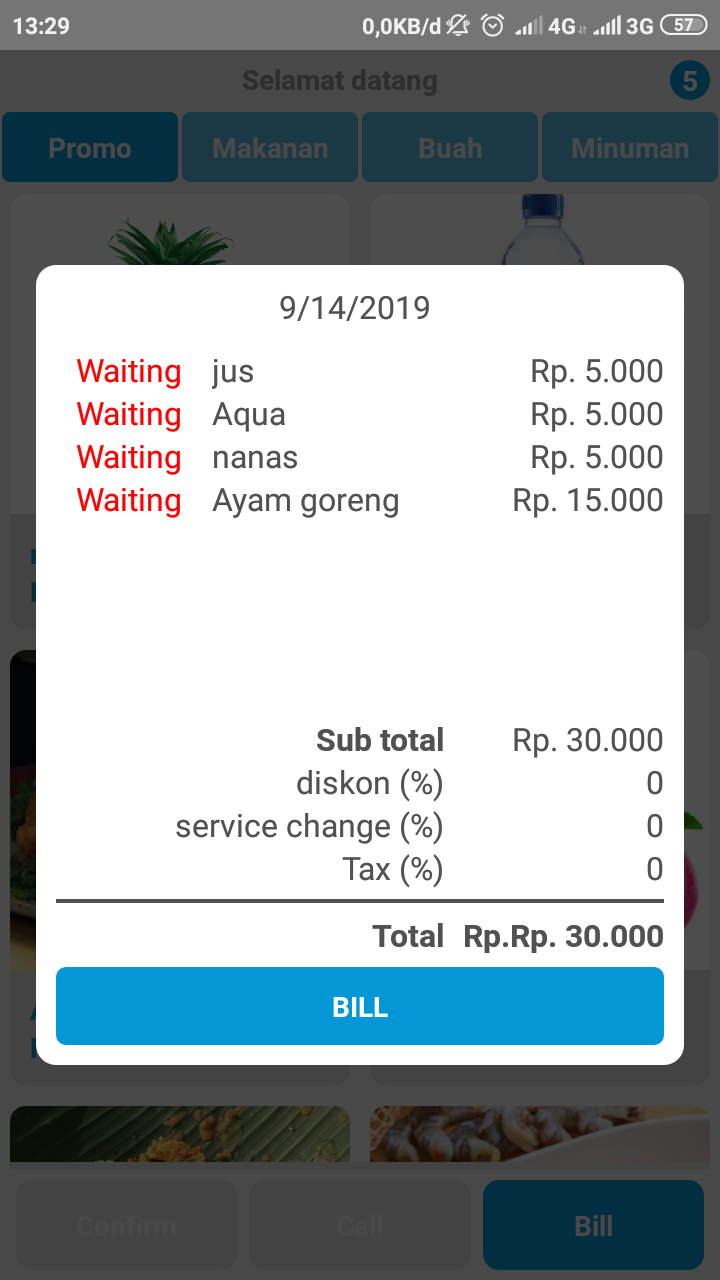 13:29 0,0KB/d 4G 3G 57
Selamat datang 5
Promo Makanan Buah Minuman
9/14/2019
Waiting jus Rp. 5.000
Waiting Aqua Rp. 5.000
Waiting nanas Rp. 5.000
Waiting Ayam goreng Rp. 15.000
Sub total Rp. 30.000
diskon (%) 0
service change (%) 0
Tax (%) 0
Total Rp.Rp. 30.000
BILL
Confirm Call Bill